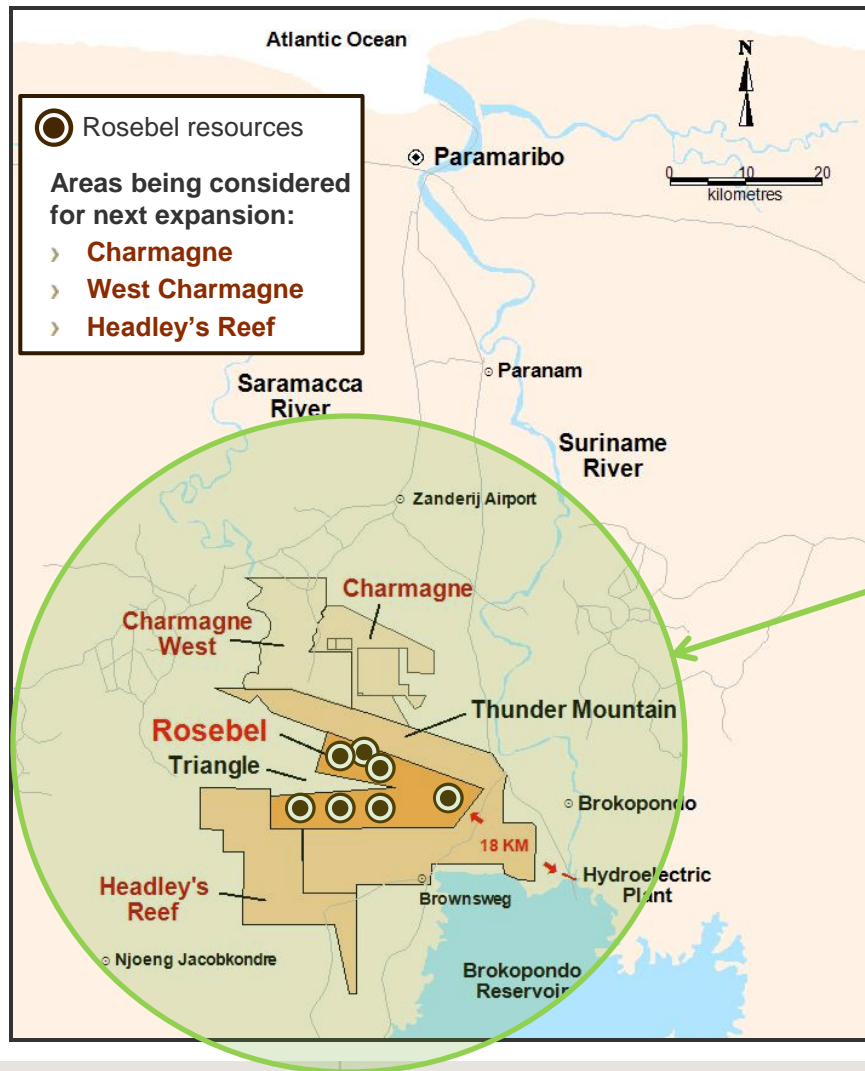 Atlantic Ocean
N
Rosebel resources
Areas being considered
for next expansion:
› Charmagne
› West Charmagne
› Headley’s Reef
Paramaribo
0 10 20
kilometres
Paranam
Saramacca
River
Suriname
River
Zanderij Airport
Charmagne
Charmagne
West
Thunder Mountain
Rosebel
Triangle
Brokopondo
18 KM
Hydroelectric
Plant
Headley's
Reef
Brownsweg
Njoeng Jacobkondre
Brokopondo
Reservoir